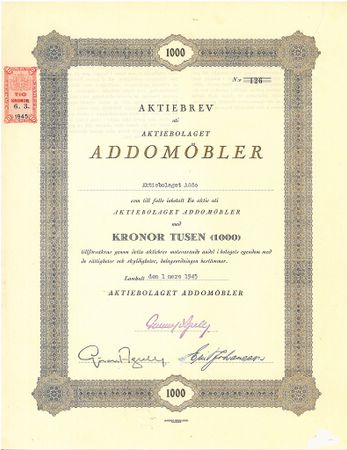 1000
N:r 126
TIO
KRONOR
6. 3.
1945
AKTIEBREV
uti
AKTIEBOLAGET
ADDOMÖBLER
Aktiebolaget Addo
som till fullo inbetalt En aktie uti
AKTIEBOLAGET ADDOMÖBLER
med
KRONOR TUSEN (1000)
tillförsäkras genom detta aktiebrev motsvarande andel i bolagets egendom med
de rättigheter och skyldigheter, bolagsordningen bestämmer.
den 1 mars 1945
AKTIEBOLAGET ADDOMÖBLER
1000